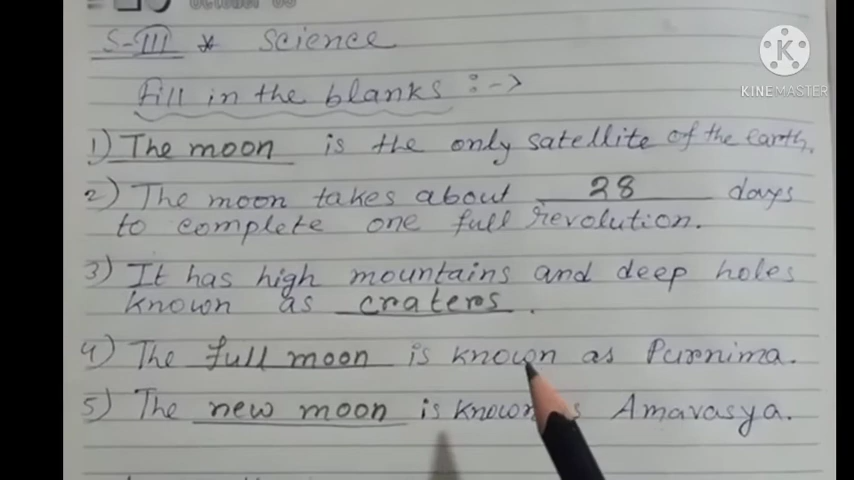 October 03
S-III * Science
KINEMASTER
Fill in the blanks :->
1) The moon is the only satellite of the earth.
2) The moon takes about 28 days
to complete one full revolution.
3) It has high mountains and deep holes
known as craters.
4) The full moon is known as Purnima.
5) The new moon is known as Amavasya.